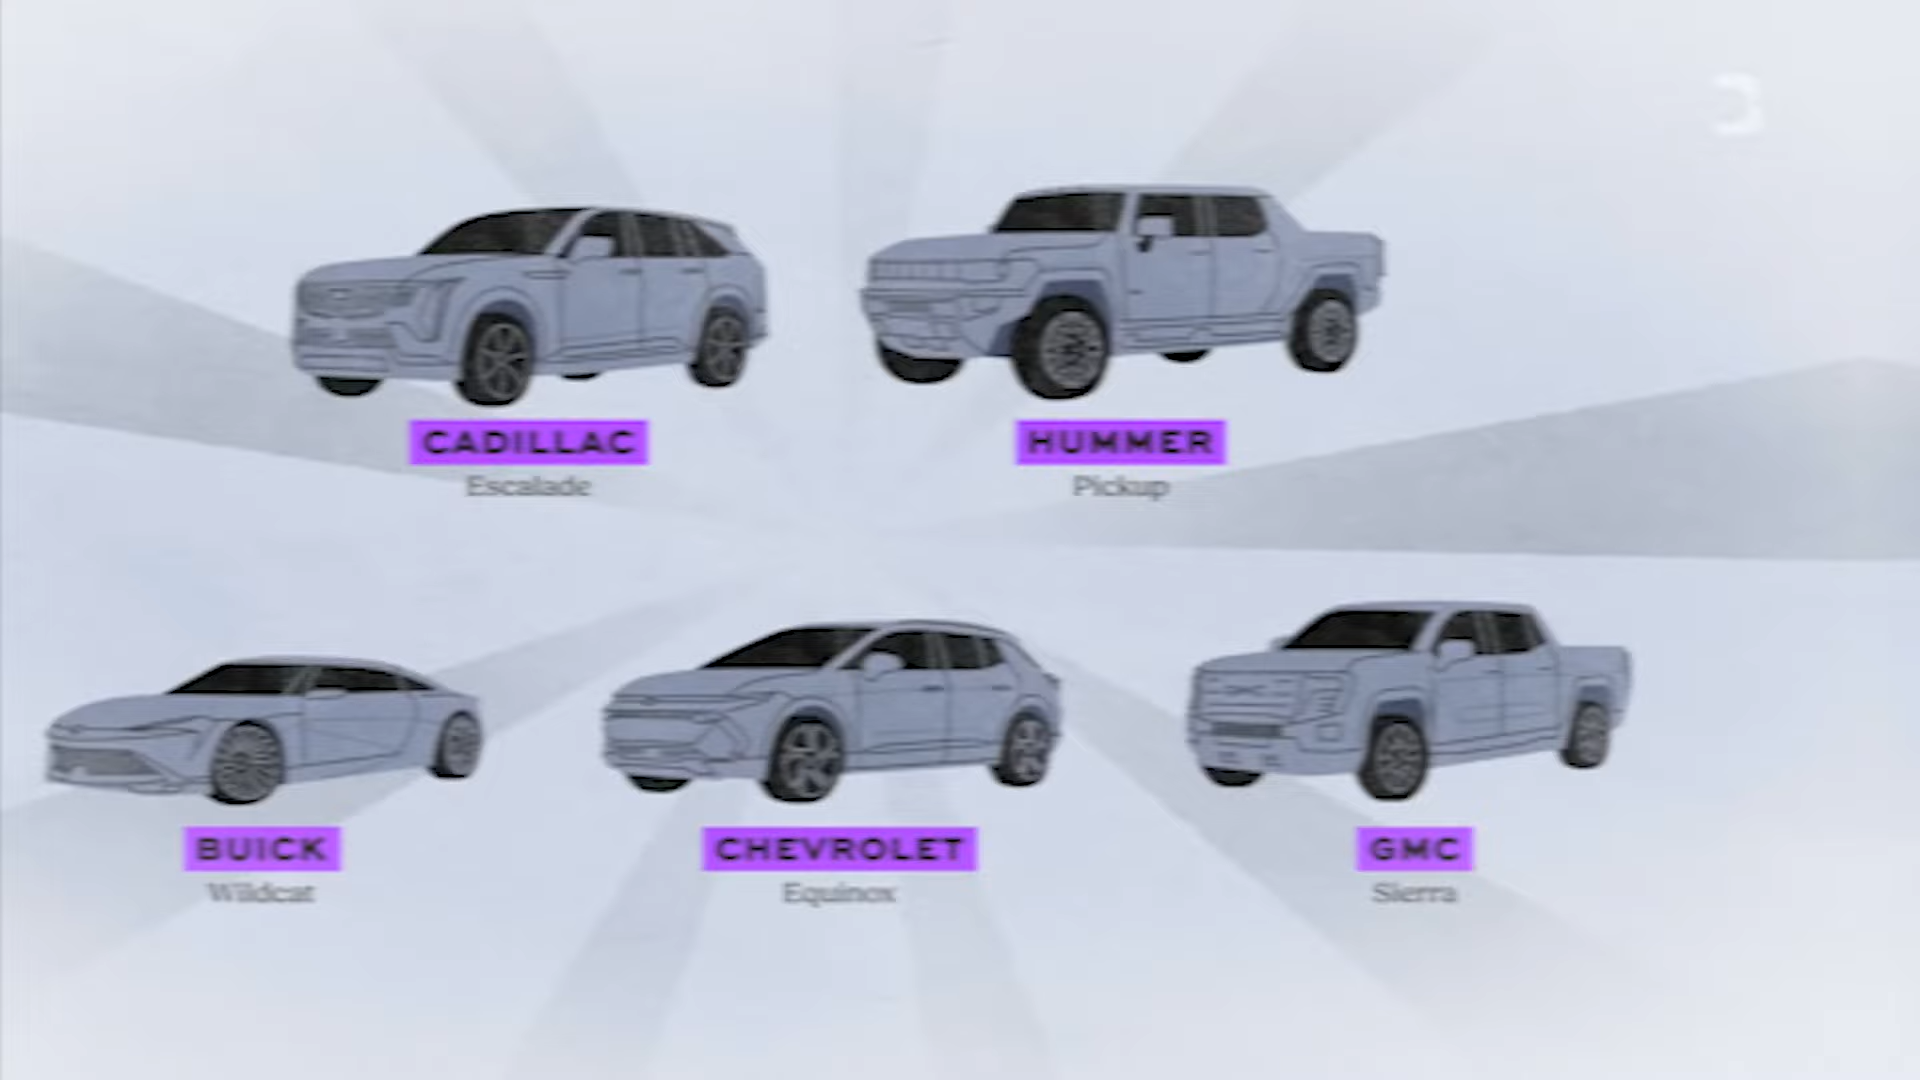 CADILLAC
Escalade
HUMMER
Pickup
BUICK
Wildcat
CHEVROLET
Equinox
GMC
Sierra